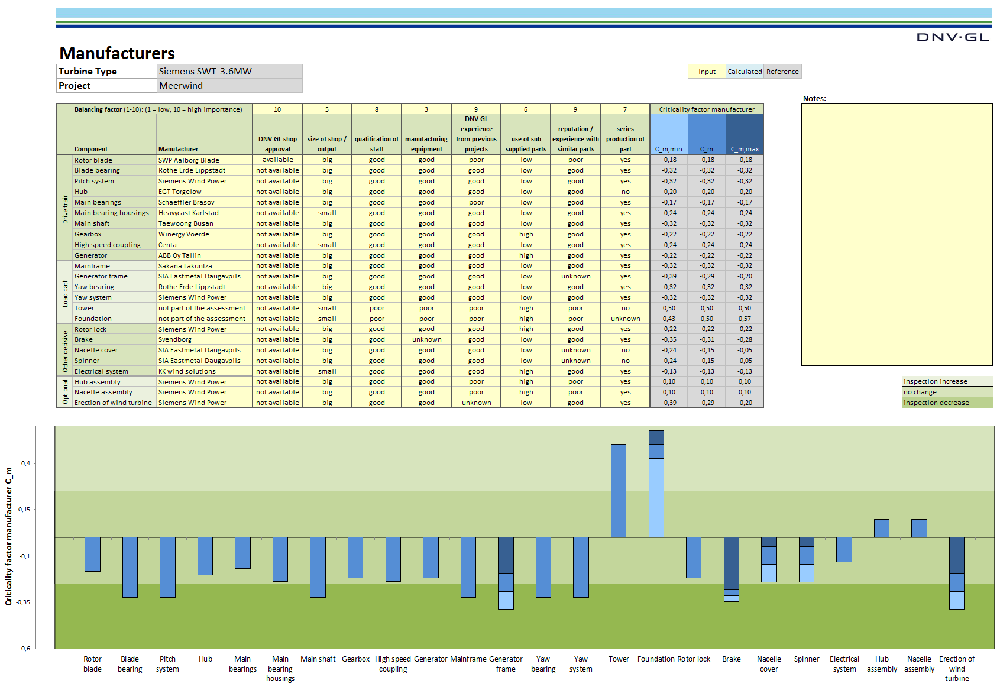 DNV·GL
Manufacturers
Turbine Type Siemens SWT-3.6MW
Project Meerwind
Input Calculated Reference
Notes:
Balancing factor (1-10): (1 = low, 10 = high importance) 10 5 8 3 9 6 9 7 Criticality factor manufacturer
Component Manufacturer DNV GL shop approval size of shop / output qualification of staff manufacturing equipment DNV GL experience from previous projects use of sub supplied parts reputation / experience with similar parts series production of part C_m,min C_m C_m,max
Drive train
Rotor blade SWP Aalborg Blade available big good good poor low poor yes -0,18 -0,18 -0,18
Blade bearing Rothe Erde Lippstadt not available big good good good low good yes -0,32 -0,32 -0,32
Pitch system Siemens Wind Power not available big good good good low good yes -0,32 -0,32 -0,32
Hub EGT Torgelow not available big good good good low good no -0,20 -0,20 -0,20
Main bearings Schaeffler Brasov not available big good good poor low good yes -0,17 -0,17 -0,17
Main bearing housings Heavycast Karlstad not available small good good good low good yes -0,24 -0,24 -0,24
Main shaft Taewoong Busan not available big good good good low good yes -0,32 -0,32 -0,32
Gearbox Winergy Voerde not available big good good good high good yes -0,22 -0,22 -0,22
High speed coupling Centa not available small good good good low good yes -0,24 -0,24 -0,24
Generator ABB Oy Tallin not available big good good good high good yes -0,22 -0,22 -0,22
Load path
Mainframe Sakana Lakuntza not available big good good good low good yes -0,32 -0,32 -0,32
Generator frame SIA Eastmetal Daugavpils not available big good good good low unknown yes -0,39 -0,29 -0,20
Yaw bearing Rothe Erde Lippstadt not available big good good good low good yes -0,32 -0,32 -0,32
Yaw system Siemens Wind Power not available big good good good low good yes -0,32 -0,32 -0,32
Tower not part of the assessment not available small poor poor poor high poor no 0,50 0,50 0,50
Foundation not part of the assessment not available small poor poor poor high poor unknown 0,43 0,50 0,57
Other decisive
Rotor lock Siemens Wind Power not available big good good good high good yes -0,22 -0,22 -0,22
Brake Svendborg not available big good unknown good low good yes -0,35 -0,31 -0,28
Nacelle cover SIA Eastmetal Daugavpils not available big good good good low unknown no -0,24 -0,15 -0,05
Spinner SIA Eastmetal Daugavpils not available big good good good low unknown no -0,24 -0,15 -0,05
Electrical system KK wind solutions not available small good good good high good yes -0,13 -0,13 -0,13
Optional
Hub assembly Siemens Wind Power not available big good good poor high poor yes 0,10 0,10 0,10
Nacelle assembly Siemens Wind Power not available big good good poor high poor yes 0,10 0,10 0,10
Erection of wind turbine Siemens Wind Power not available big good good unknown low good yes -0,39 -0,29 -0,20
inspection increase
no change
inspection decrease
Criticality factor manufacturer C_m
0,4
0,15
-0,1
-0,35
-0,6
Rotor blade
Blade bearing
Pitch system
Hub
Main bearings
Main bearing housings
Main shaft
Gearbox
High speed coupling
Generator
Mainframe
Generator frame
Yaw bearing
Yaw system
Tower
Foundation
Rotor lock
Brake
Nacelle cover
Spinner
Electrical system
Hub assembly
Nacelle assembly
Erection of wind turbine